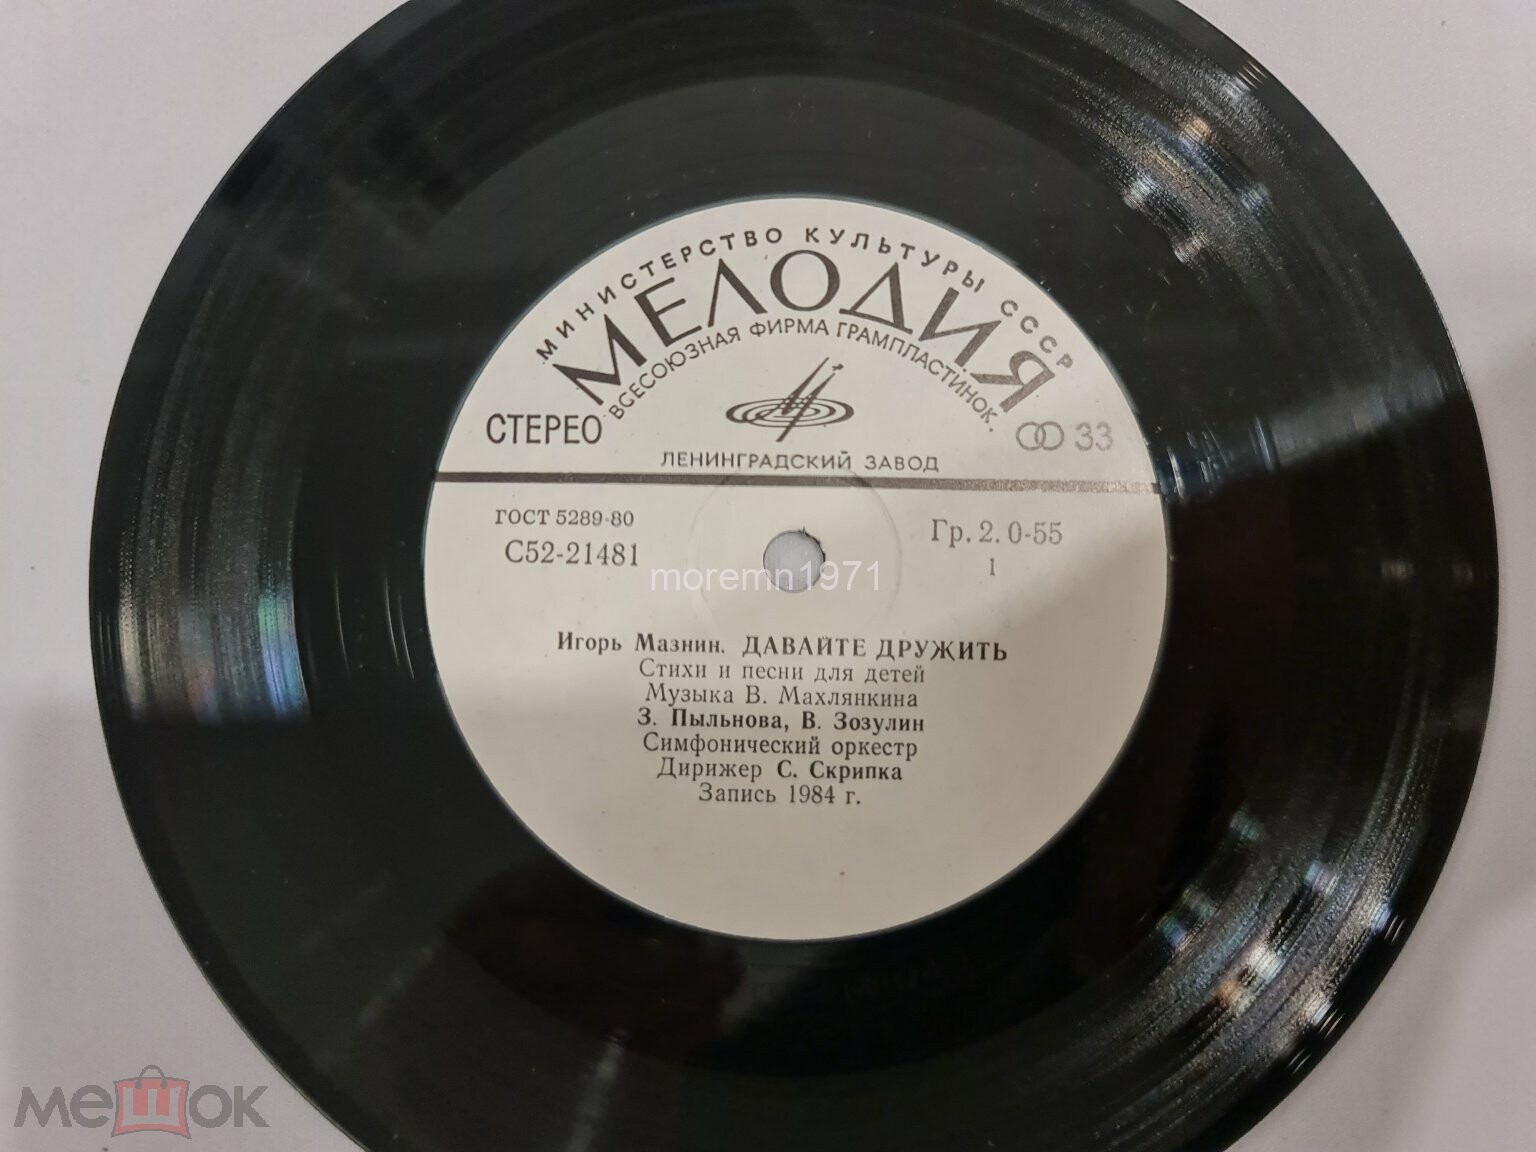 МИНИСТЕРСТВО КУЛЬТУРЫ СССР
МЕЛОДИЯ
ВСЕСОЮЗНАЯ ФИРМА ГРАМПЛАСТИНОК.
СТЕРЕО
33
ЛЕНИНГРАДСКИЙ ЗАВОД
ГОСТ 5289-80
С52-21481
Гр. 2. 0-55
1
moremn1971
Игорь Мазнин. ДАВАЙТЕ ДРУЖИТЬ
Стихи и песни для детей
Музыка В. Махлянкина
З. Пыльнова, В. Зозулин
Симфонический оркестр
Дирижер С. Скрипка
Запись 1984 г.
мешок